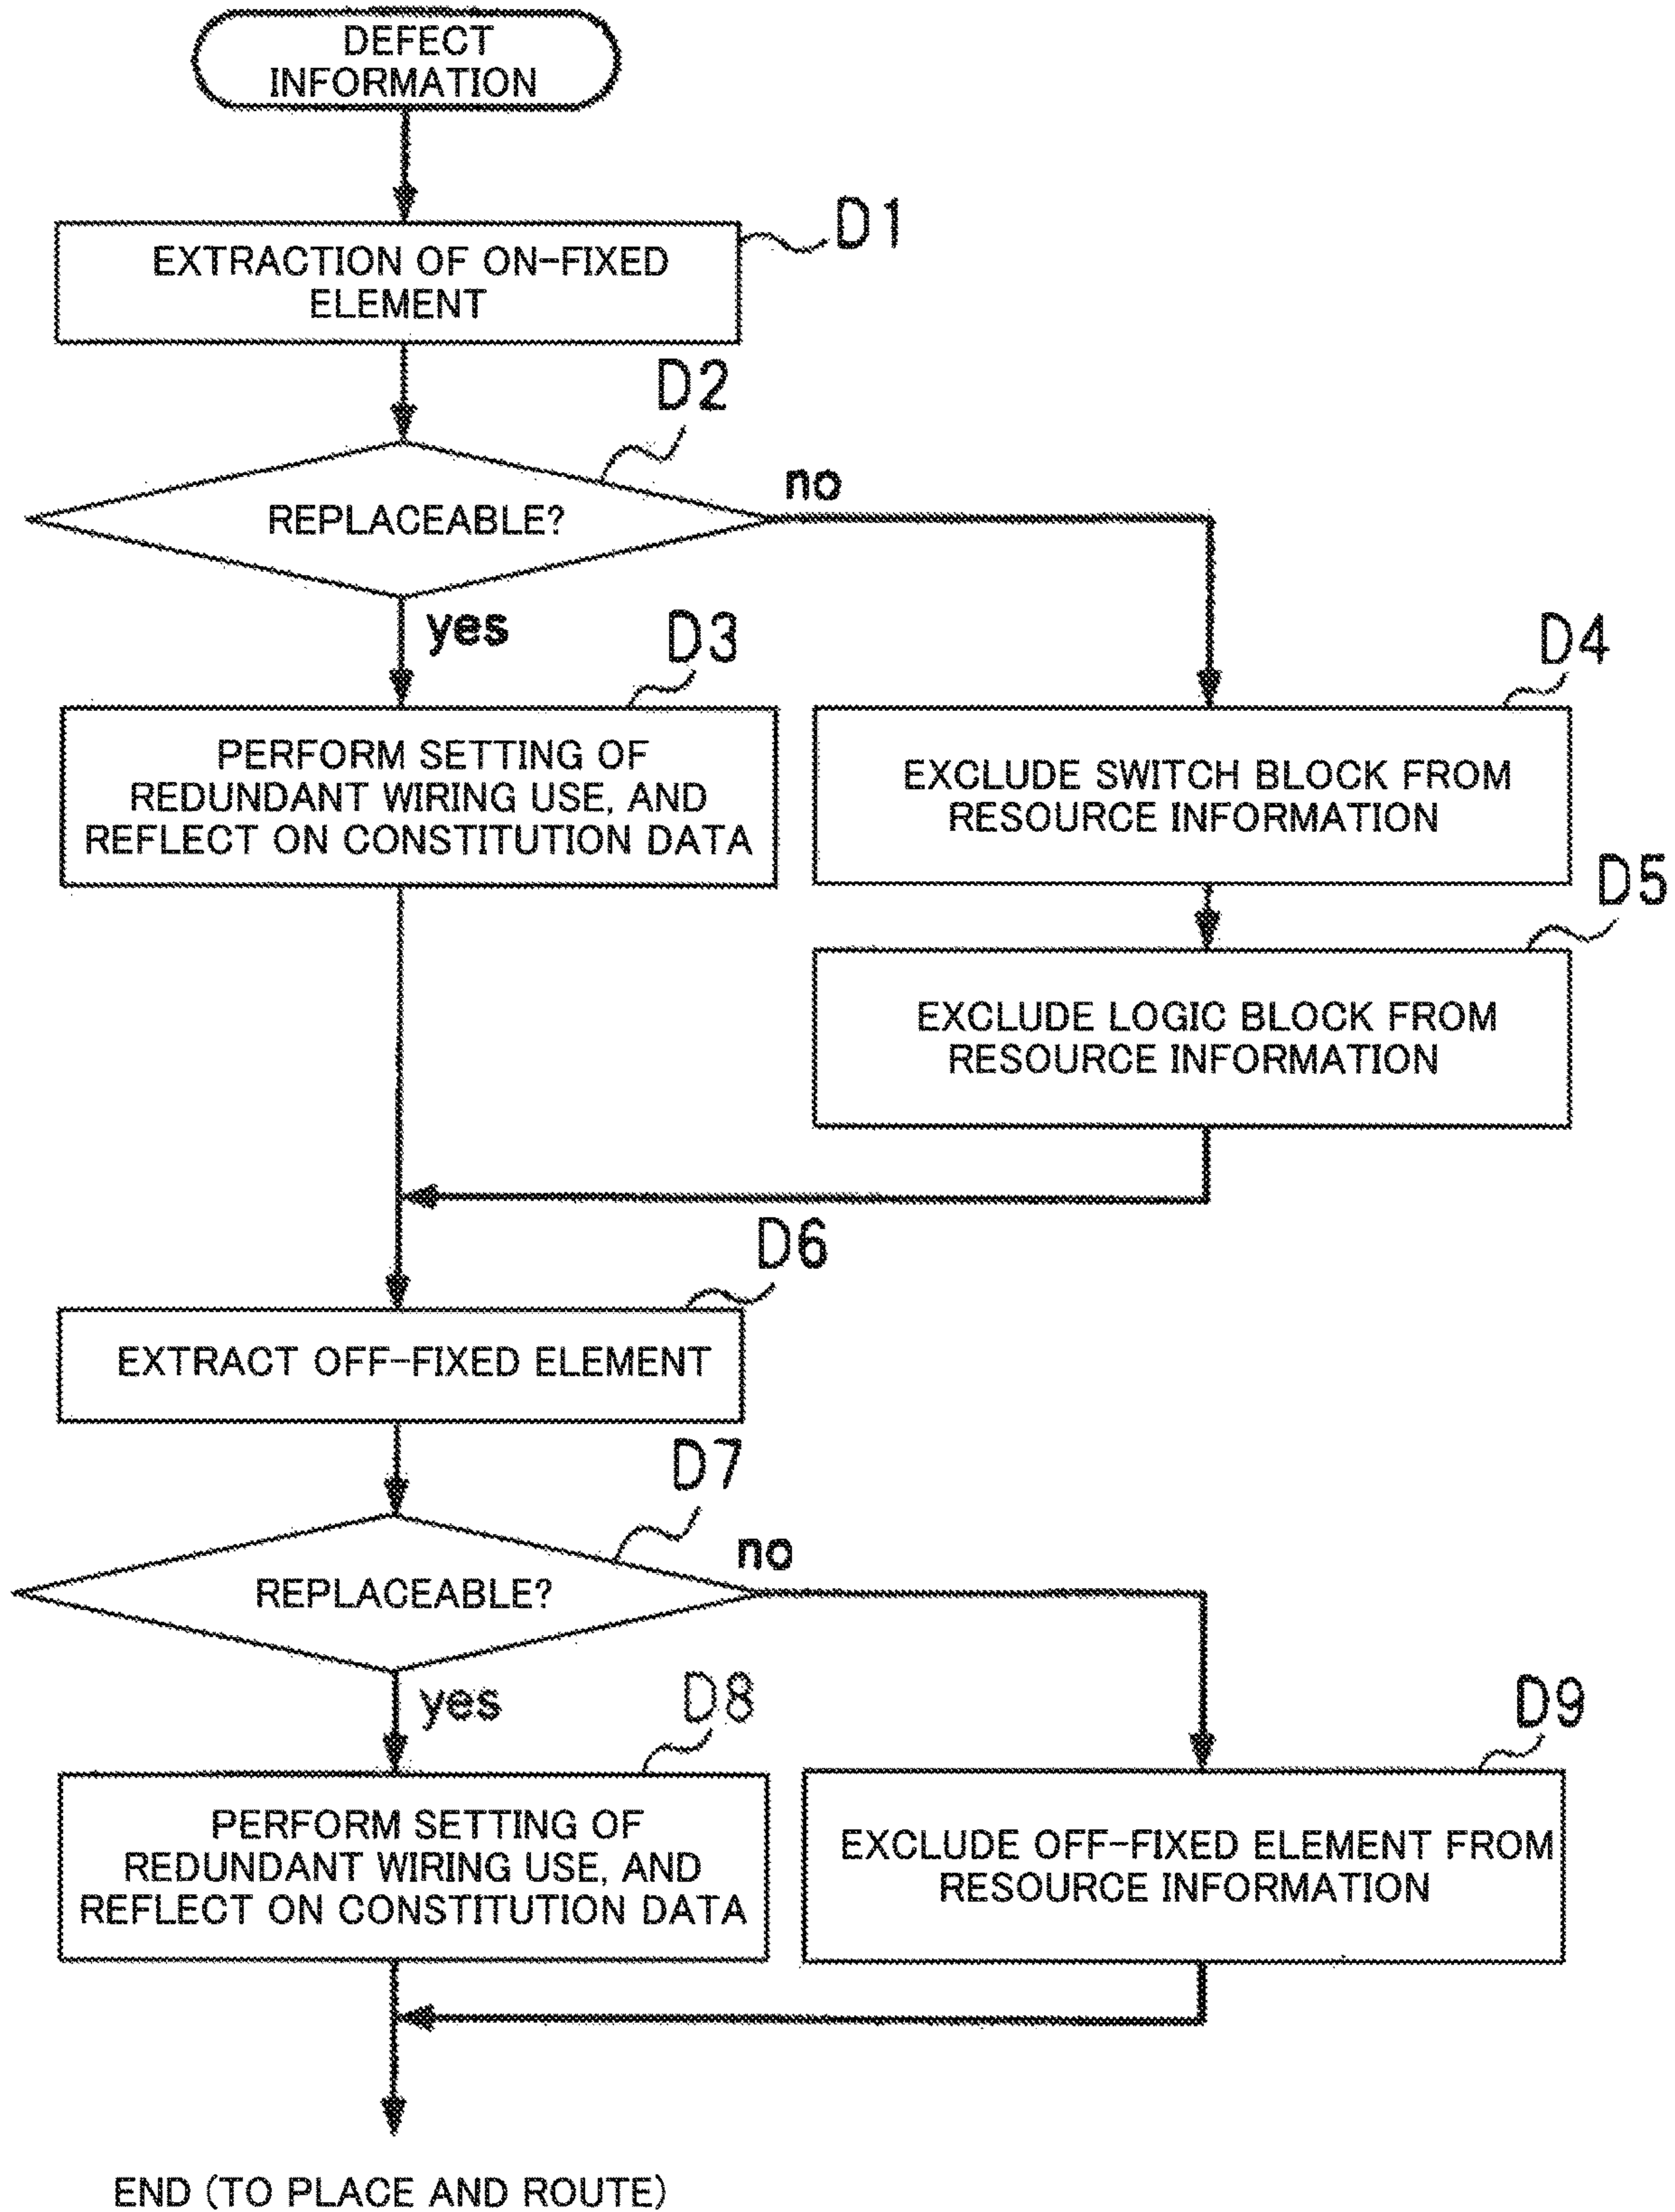 DEFECT
INFORMATION
D1
EXTRACTION OF ON-FIXED
ELEMENT
D2
REPLACEABLE?
no
yes
D3
PERFORM SETTING OF
REDUNDANT WIRING USE, AND
REFLECT ON CONSTITUTION DATA
D4
EXCLUDE SWITCH BLOCK FROM
RESOURCE INFORMATION
D5
EXCLUDE LOGIC BLOCK FROM
RESOURCE INFORMATION
D6
EXTRACT OFF-FIXED ELEMENT
D7
REPLACEABLE?
no
yes
D8
PERFORM SETTING OF
REDUNDANT WIRING USE, AND
REFLECT ON CONSTITUTION DATA
D9
EXCLUDE OFF-FIXED ELEMENT FROM
RESOURCE INFORMATION
END (TO PLACE AND ROUTE)